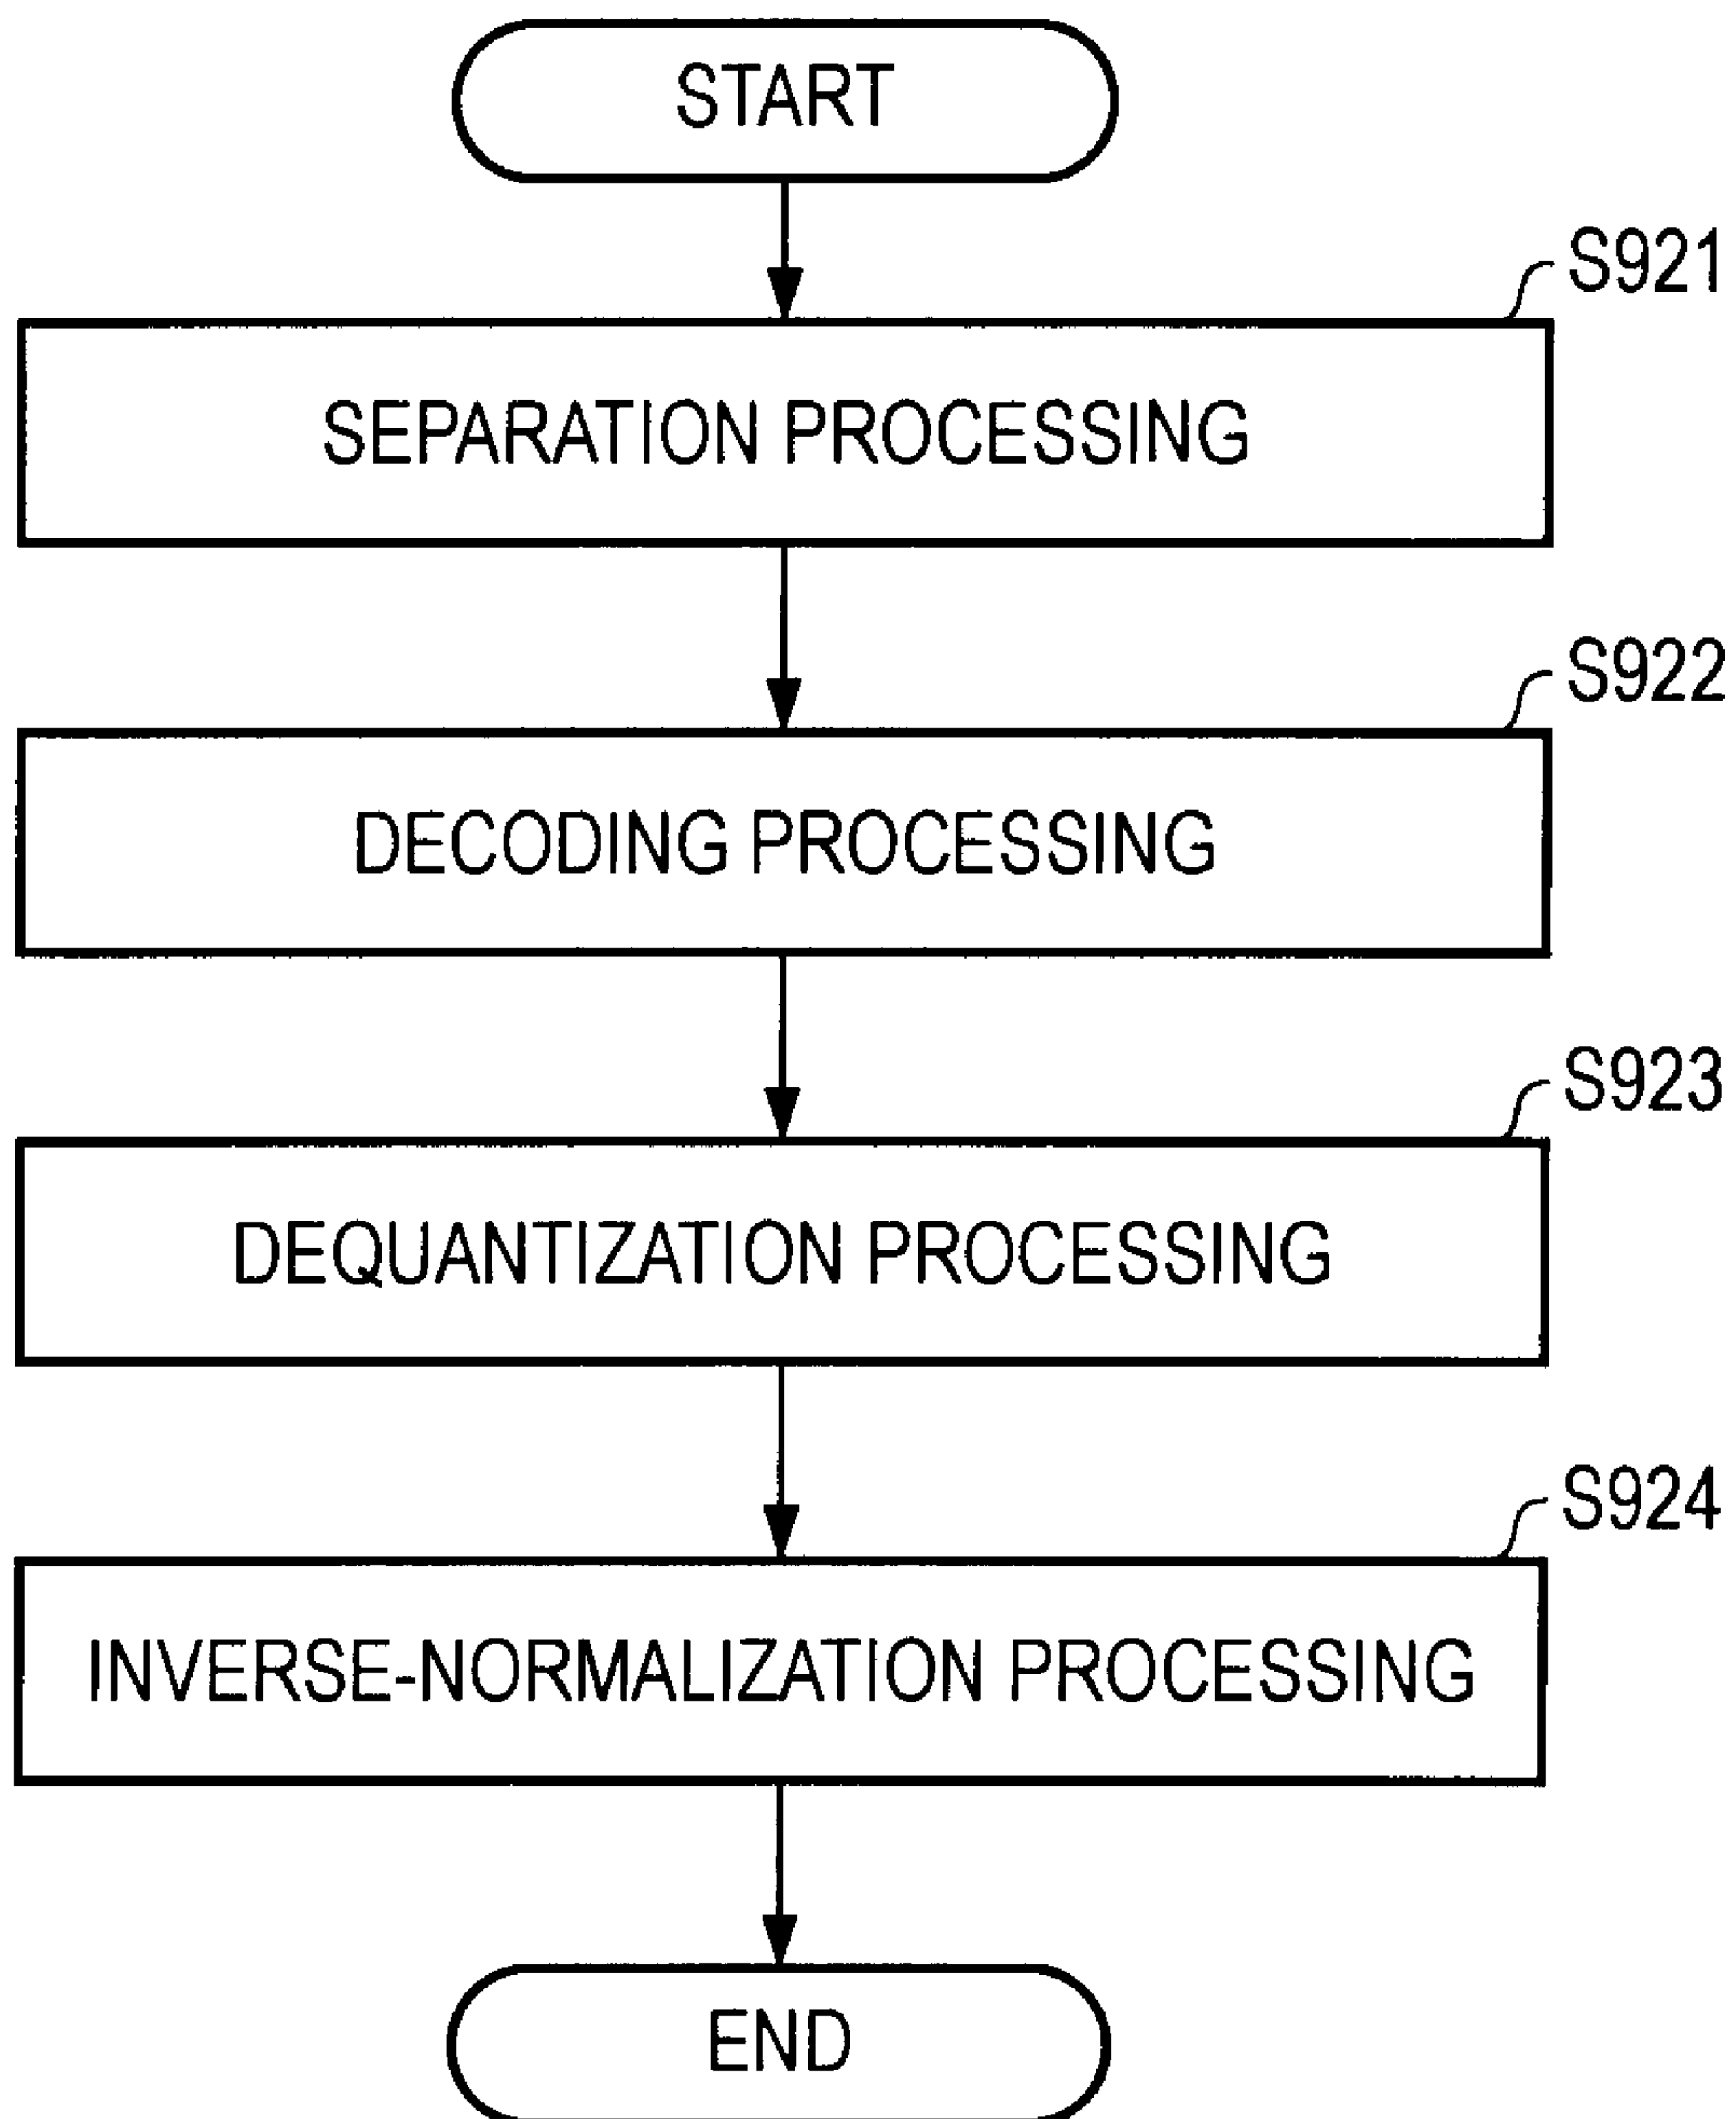 START
S921
SEPARATION PROCESSING
S922
DECODING PROCESSING
S923
DEQUANTIZATION PROCESSING
S924
INVERSE-NORMALIZATION PROCESSING
END